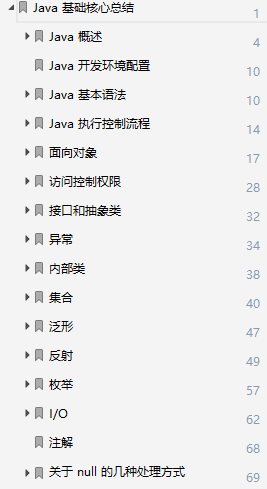 Java 基础核心总结 1
Java 概述 4
Java 开发环境配置 10
Java 基本语法 10
Java 执行控制流程 14
面向对象 17
访问控制权限 28
接口和抽象类 32
异常 34
内部类 38
集合 40
泛形 47
反射 49
枚举 57
I/O 62
注解 68
关于 null 的几种处理方式 69